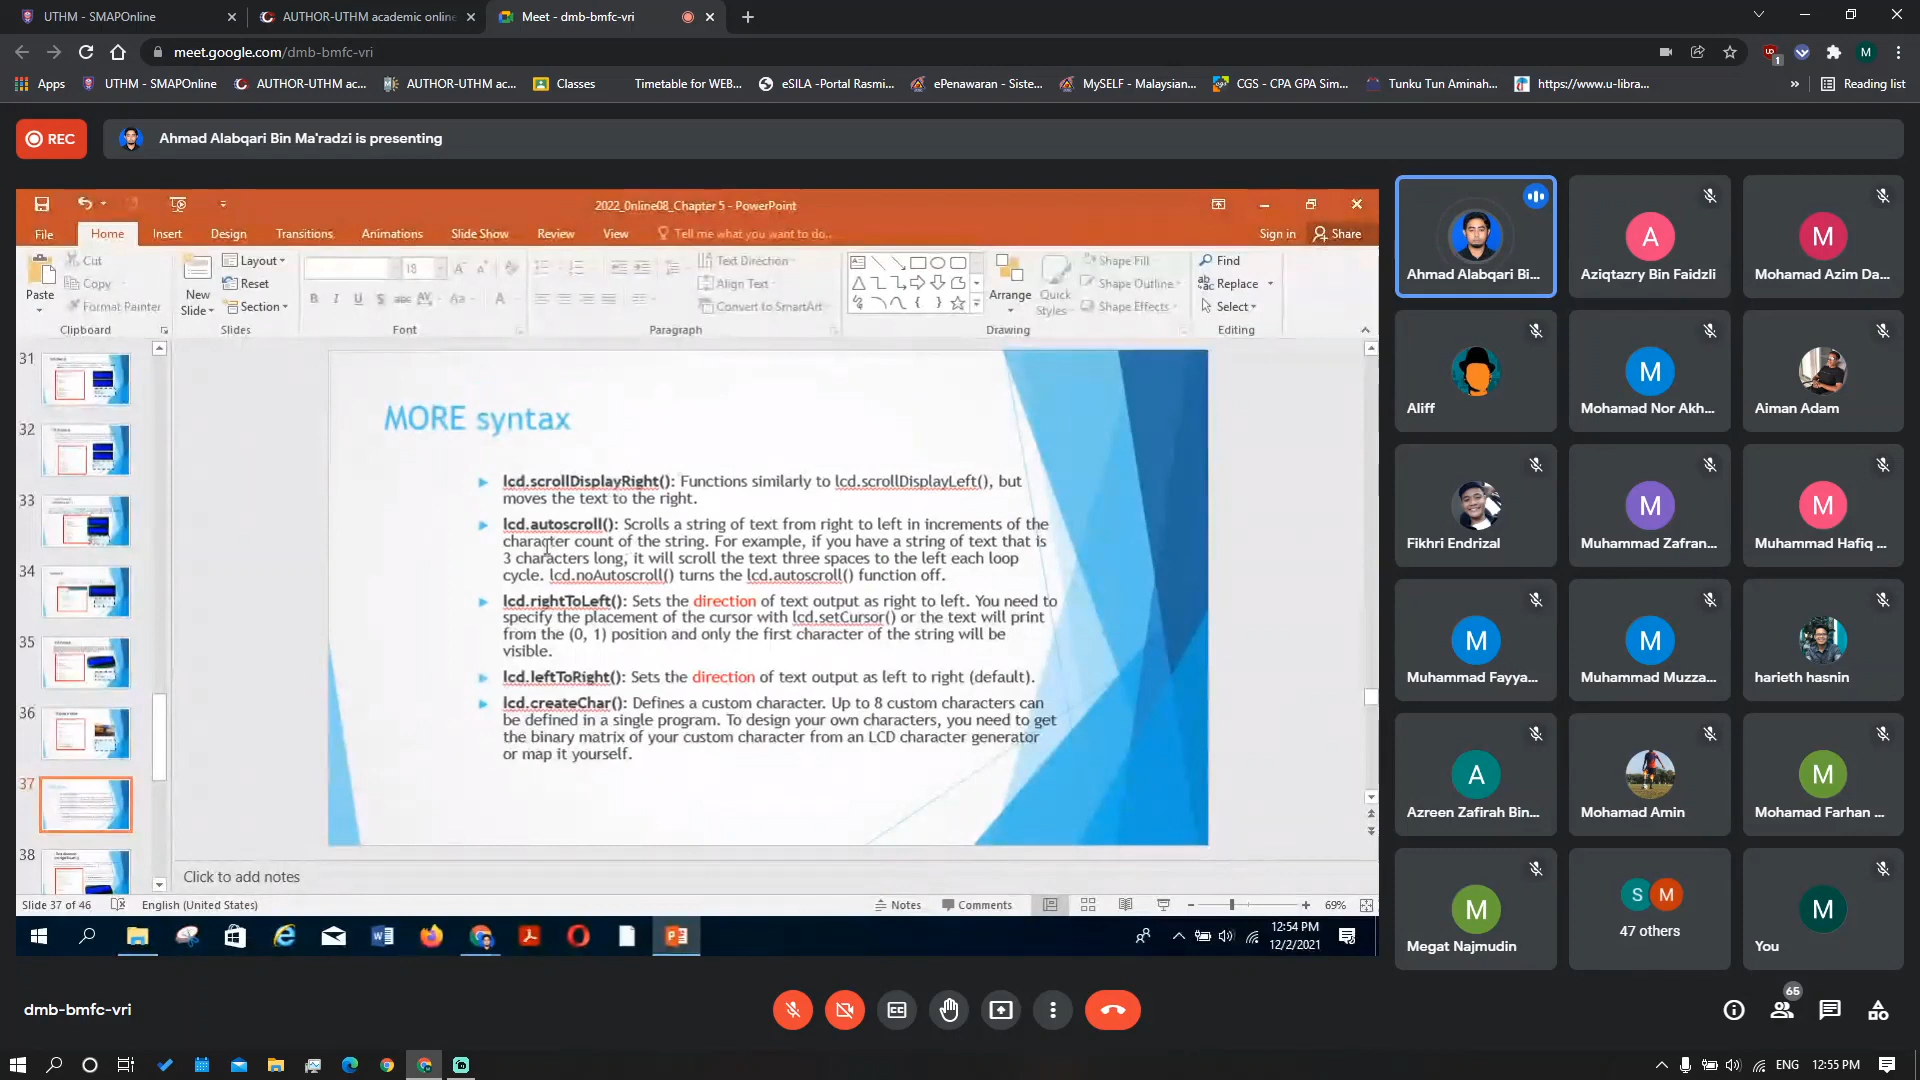 UTHM - SMAPOnline
AUTHOR-UTHM academic online
Meet - dmb-bmfc-vri
meet.google.com/dmb-bmfc-vri
Apps
UTHM - SMAPOnline
AUTHOR-UTHM ac...
AUTHOR-UTHM ac...
Classes
Timetable for WEB...
eSILA -Portal Rasmi...
ePenawaran - Siste...
MySELF - Malaysian...
CGS - CPA GPA Sim...
Tunku Tun Aminah...
https://www.u-libra...
Reading list
REC
Ahmad Alabqari Bin Ma'radzi is presenting
2022_0nline08_Chapter 5 - PowerPoint
File
Home
Insert
Design
Transitions
Animations
Slide Show
Review
View
Tell me what you want to do...
Sign in
Share
Paste
Cut
Copy
Format Painter
Clipboard
New
Slide
Layout
Reset
Section
Slides
18
Font
Paragraph
Text Direction
Align Text
Convert to SmartArt
Arrange
Quick
Styles
Shape Fill
Shape Outline
Shape Effects
Drawing
Find
Replace
Select
Editing
31
32
33
34
35
36
37
38
MORE syntax
lcd.scrollDisplayRight(): Functions similarly to lcd.scrollDisplayLeft(), but
moves the text to the right.
lcd.autoscroll(): Scrolls a string of text from right to left in increments of the
character count of the string. For example, if you have a string of text that is
3 characters long, it will scroll the text three spaces to the left each loop
cycle. lcd.noAutoscroll() turns the lcd.autoscroll() function off.
lcd.rightToLeft(): Sets the direction of text output as right to left. You need to
specify the placement of the cursor with lcd.setCursor() or the text will print
from the (0, 1) position and only the first character of the string will be
visible.
lcd.leftToRight(): Sets the direction of text output as left to right (default).
lcd.createChar(): Defines a custom character. Up to 8 custom characters can
be defined in a single program. To design your own characters, you need to get
the binary matrix of your custom character from an LCD character generator
or map it yourself.
Click to add notes
Slide 37 of 46
English (United States)
Notes
Comments
69%
12:54 PM
12/2/2021
Ahmad Alabqari Bi...
Aziqtazry Bin Faidzli
Mohamad Azim Da...
Aliff
Mohamad Nor Akh...
Aiman Adam
Fikhri Endrizal
Muhammad Zafran...
Muhammad Hafiq ...
Muhammad Fayya...
Muhammad Muzza...
harieth hasnin
Azreen Zafirah Bin...
Mohamad Amin
Mohamad Farhan ...
Megat Najmudin
47 others
You
dmb-bmfc-vri
65
ENG
12:55 PM